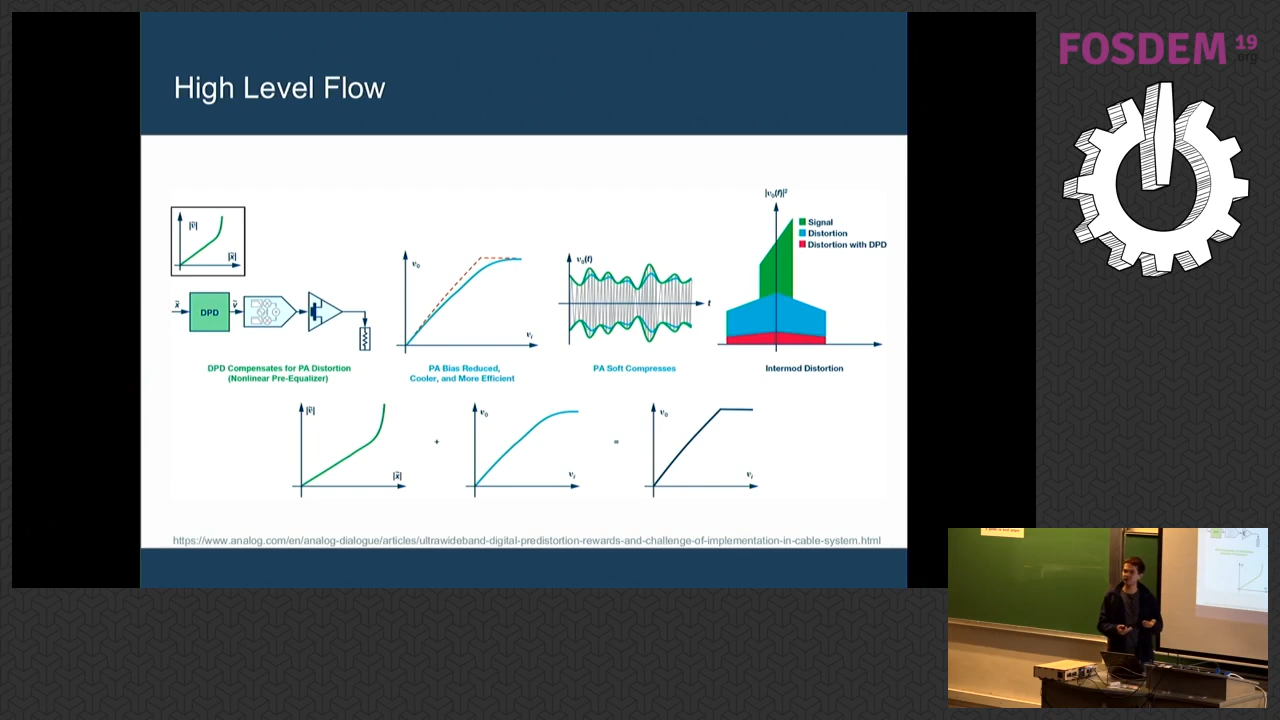 FOSDEM 19
.org
High Level Flow
|v0(f)|²
Signal
Distortion
Distortion with DPD
|ṽ|
|x̃|
v0
v0(f)
x̃
DPD
ṽ
t
vi
DPD Compensates for PA Distortion
(Nonlinear Pre-Equalizer)
PA Bias Reduced,
Cooler, and More Efficient
PA Soft Compresses
Intermod Distortion
|ṽ|
v0
v0
+
=
|x̃|
vi
vi
https://www.analog.com/en/analog-dialogue/articles/ultrawideband-digital-predistortion-rewards-and-challenge-of-implementation-in-cable-system.html